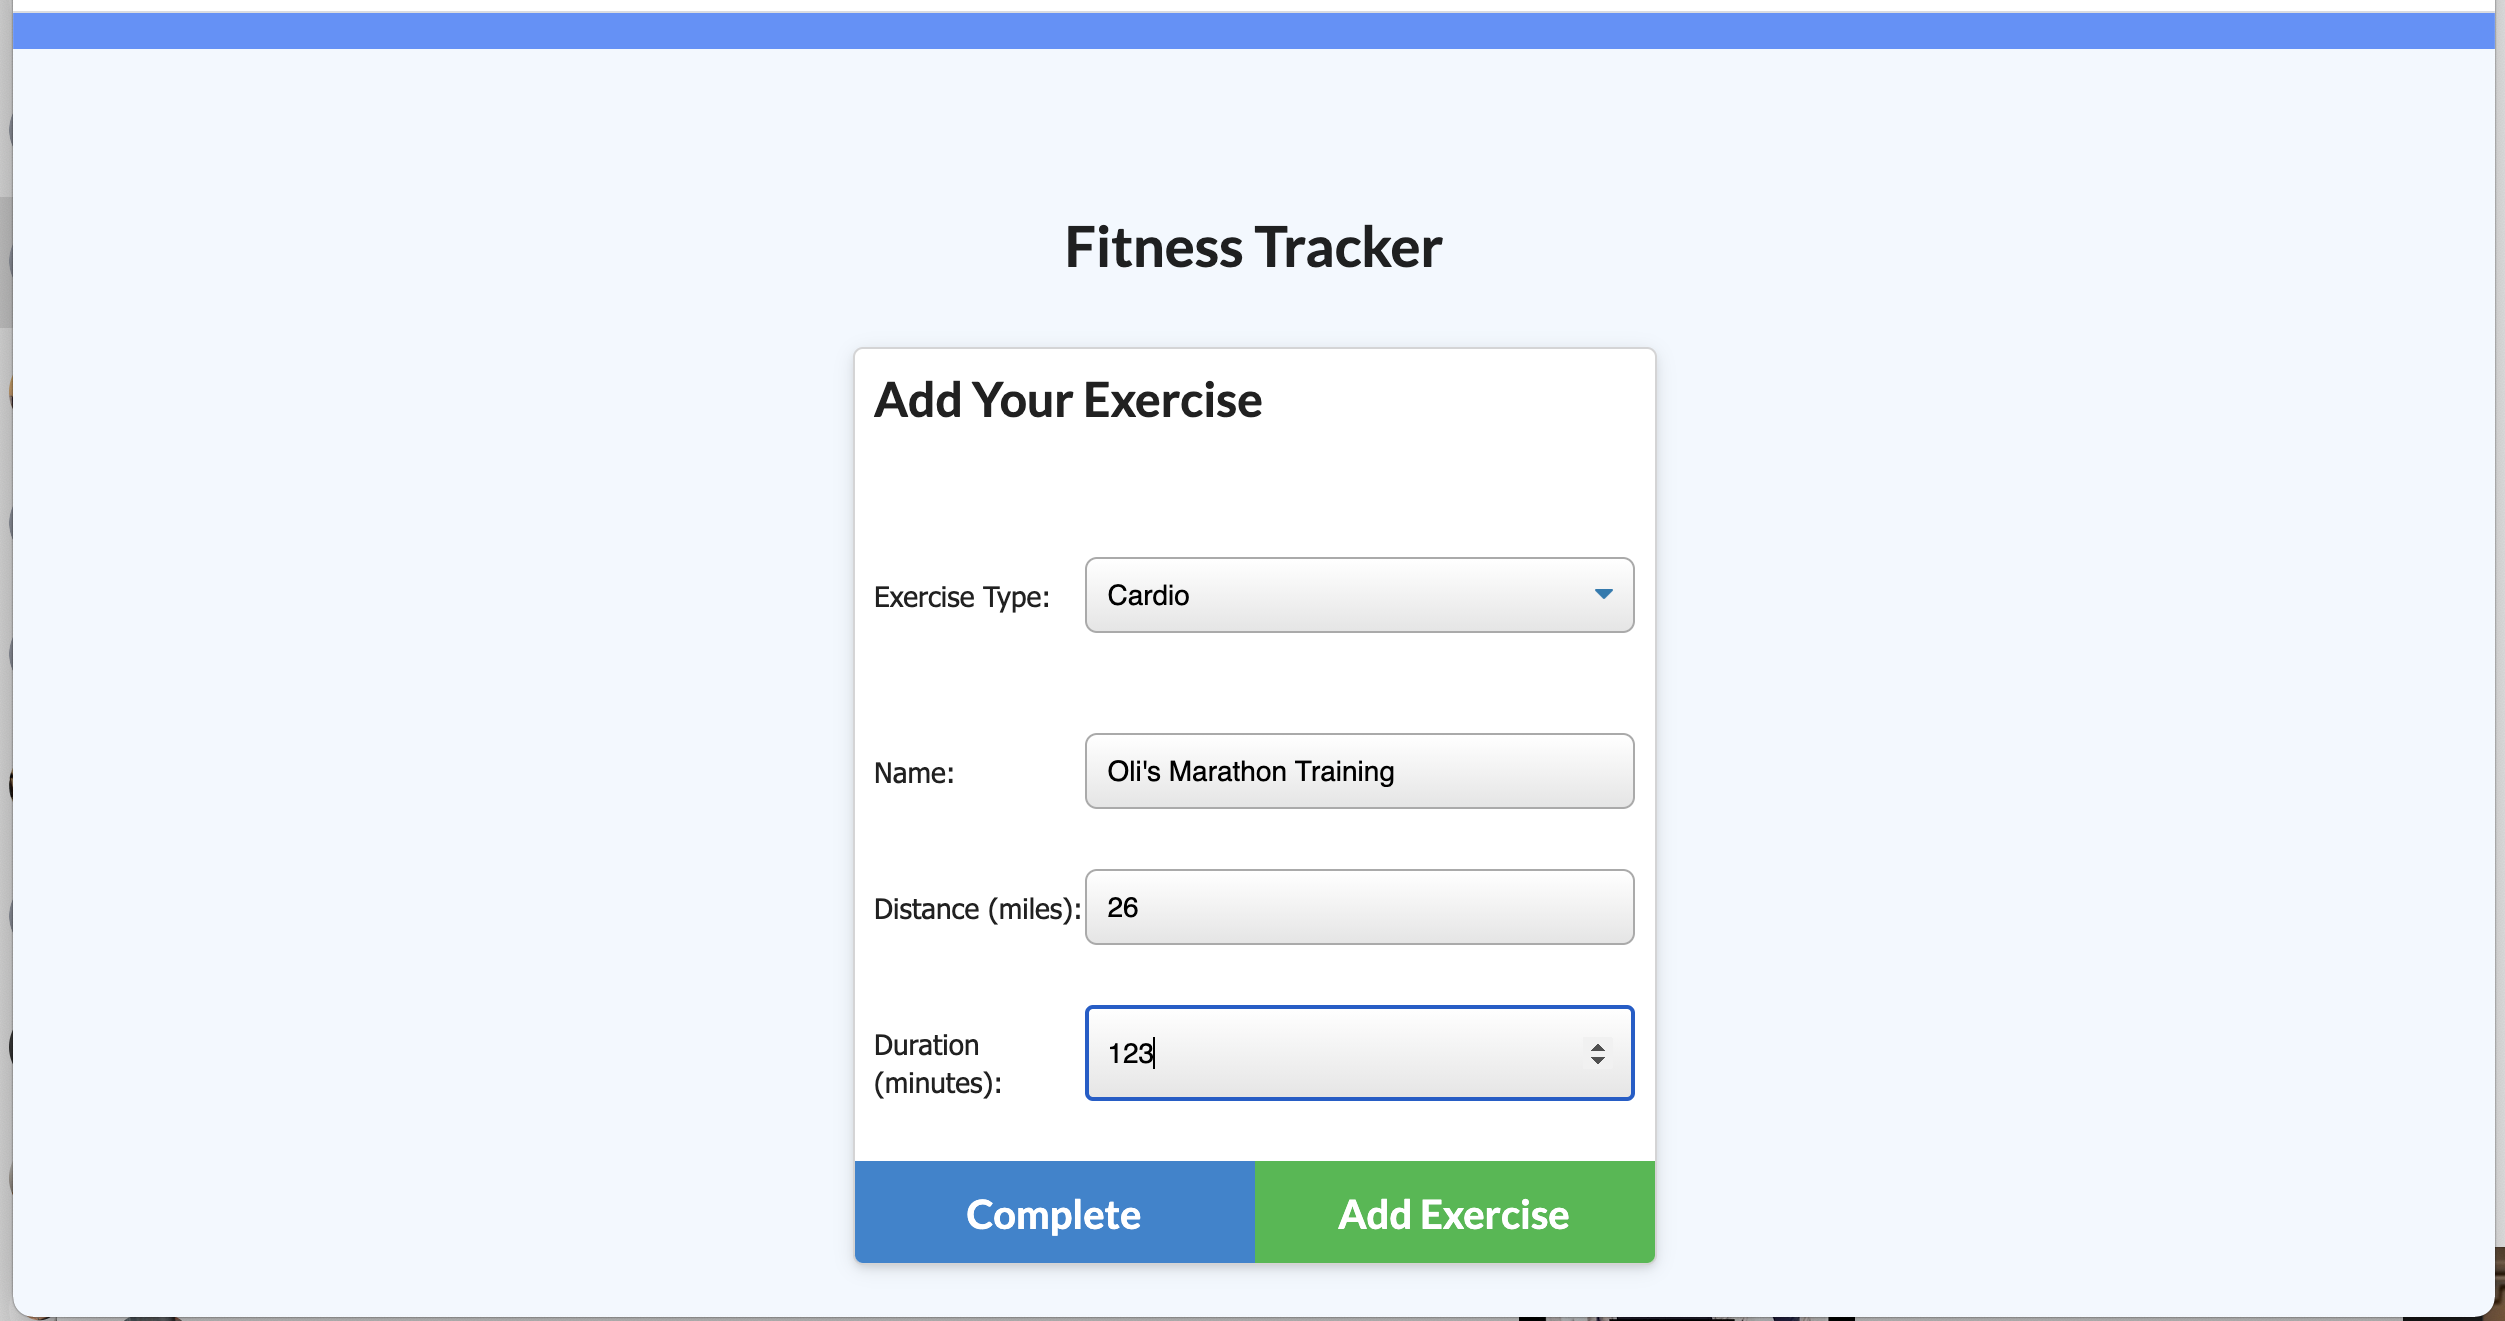 Fitness Tracker
Add Your Exercise
Exercise Type:
Cardio
Name:
Oli's Marathon Training
Distance (miles):
26
Duration
(minutes):
123
Complete
Add Exercise